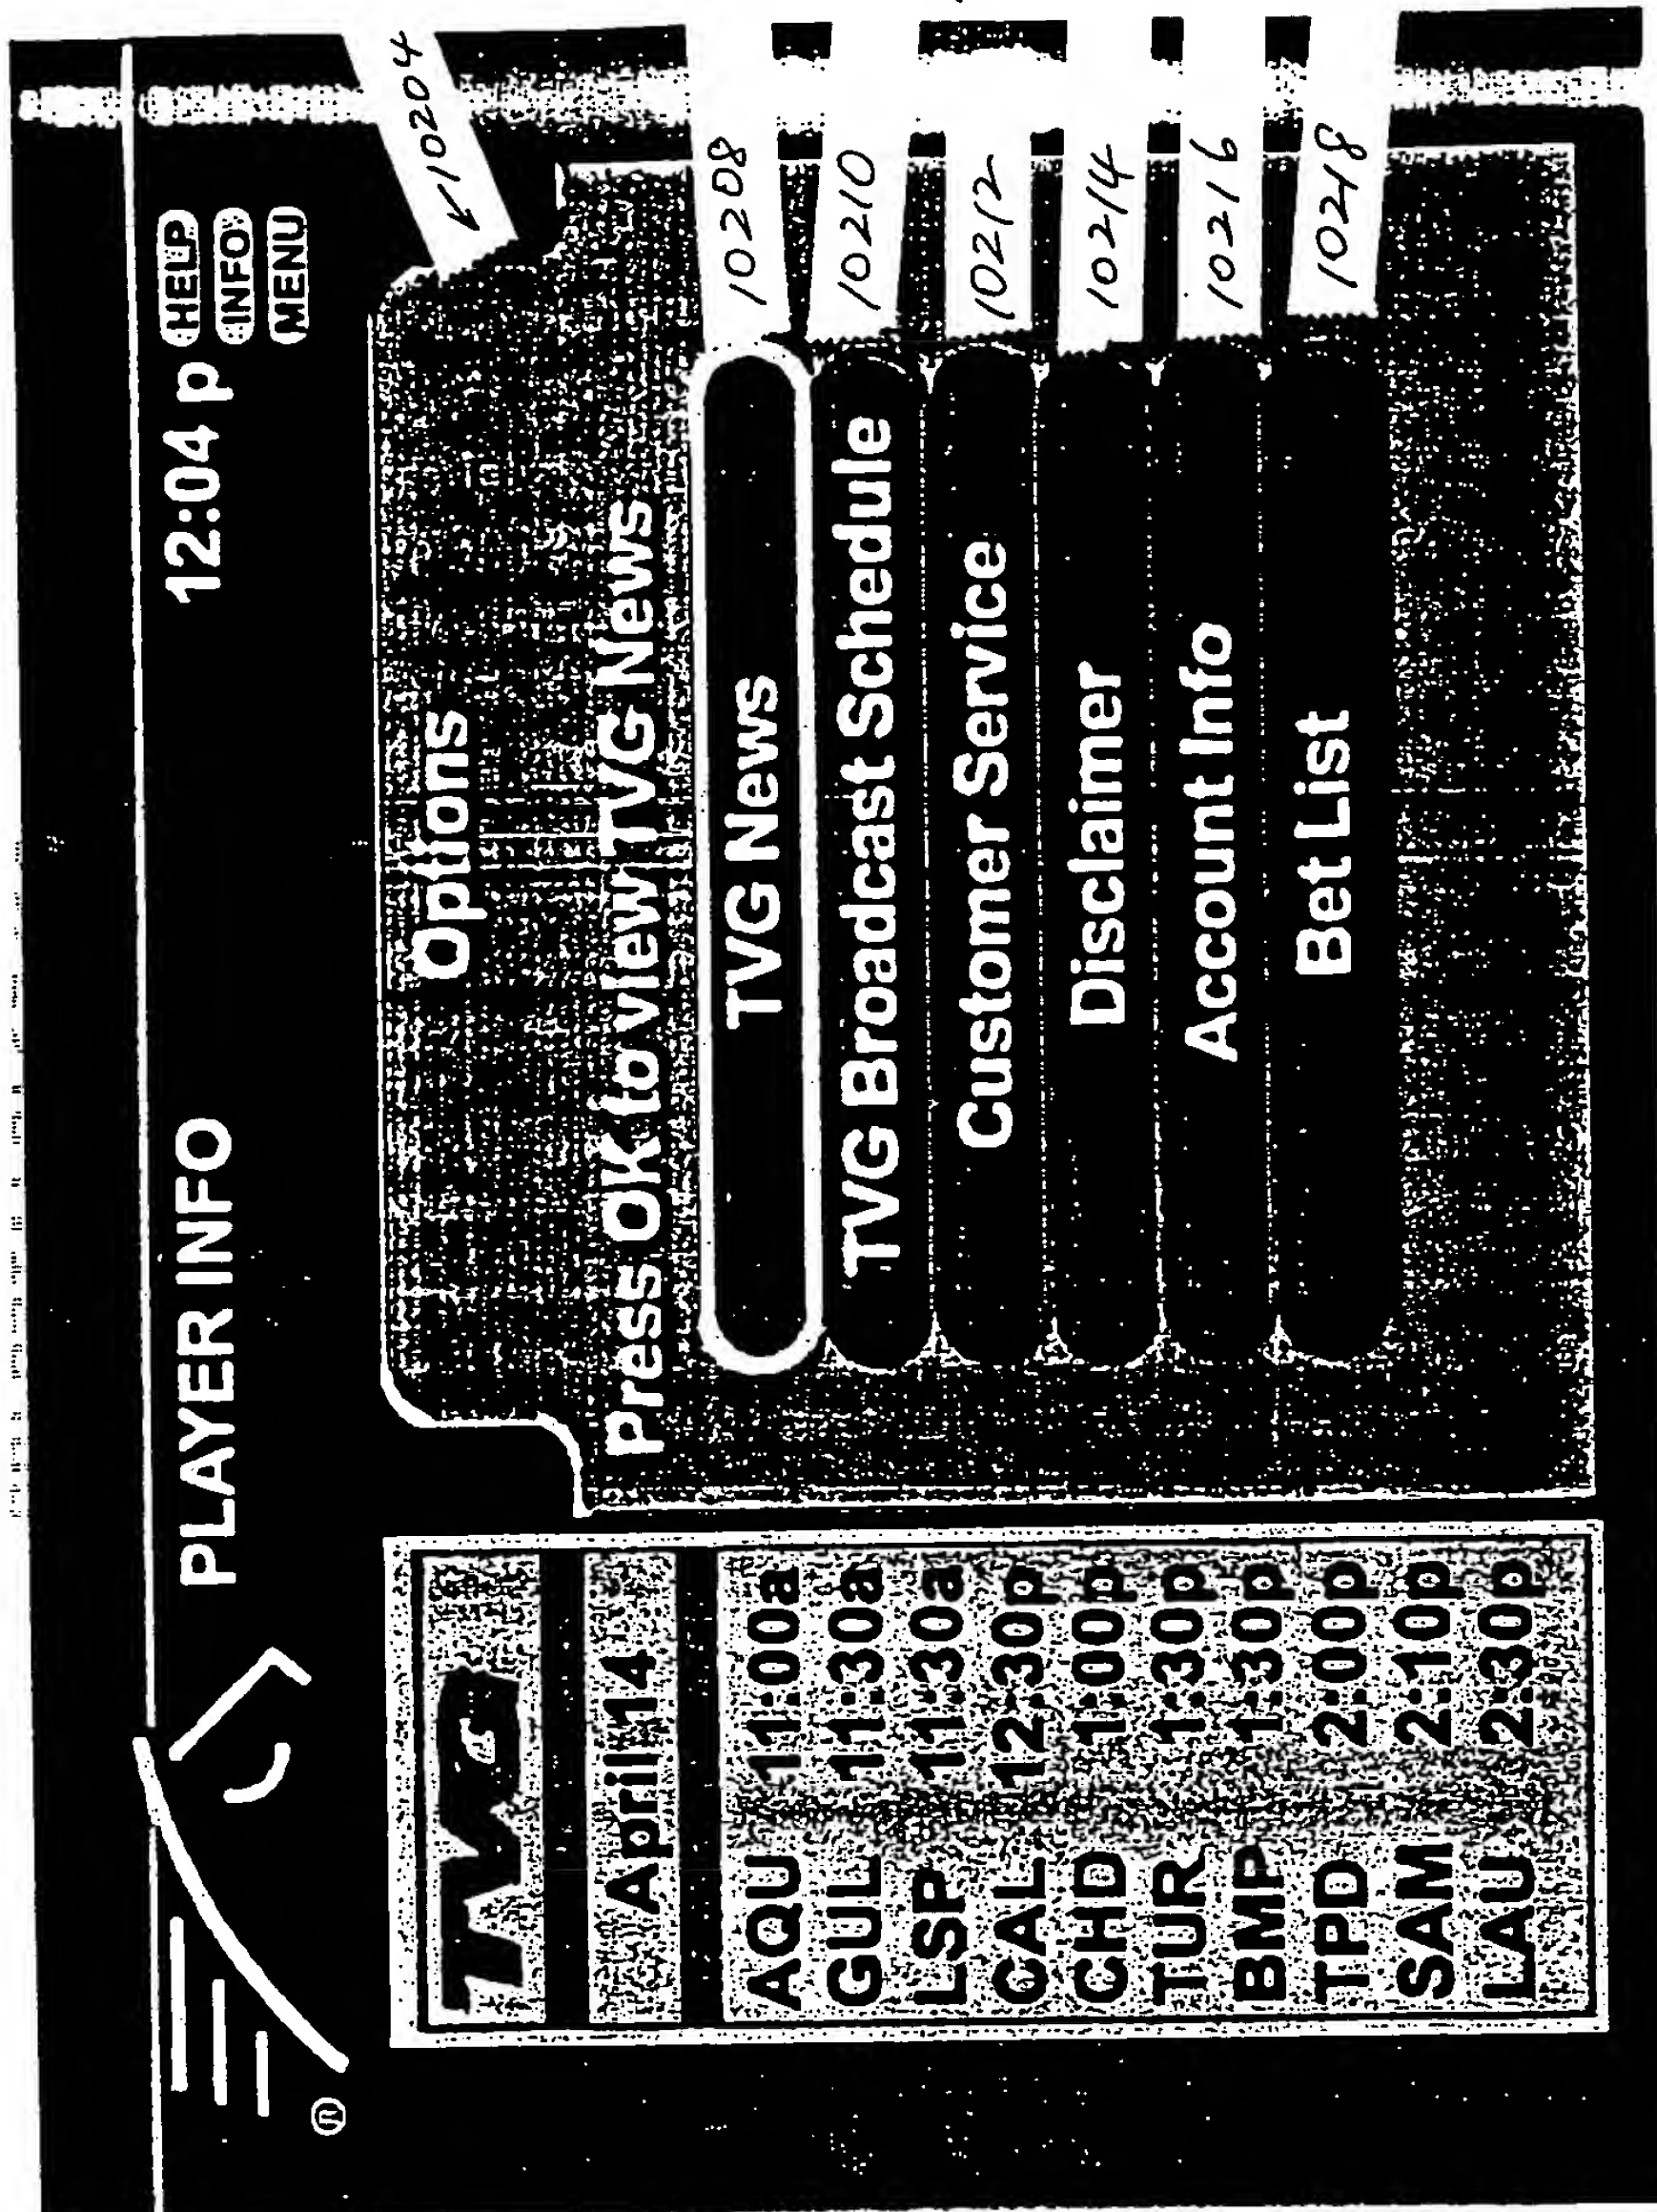 PLAYER INFO
12:04 p
HELP
INFO
MENU
®
TVG
April 14
AQU 11:00a
GUL 11:30a
LSP 11:30a
CAL 12:30p
CHD 1:00p
TUR 1:30p
BMP 1:30p
TPD 2:00p
SAM 2:10p
LAU 2:30p
Options
←10204
Press OK to view TVG News
TVG News
10208
TVG Broadcast Schedule
10210
Customer Service
10212
Disclaimer
10214
Account Info
10216
Bet List
10218